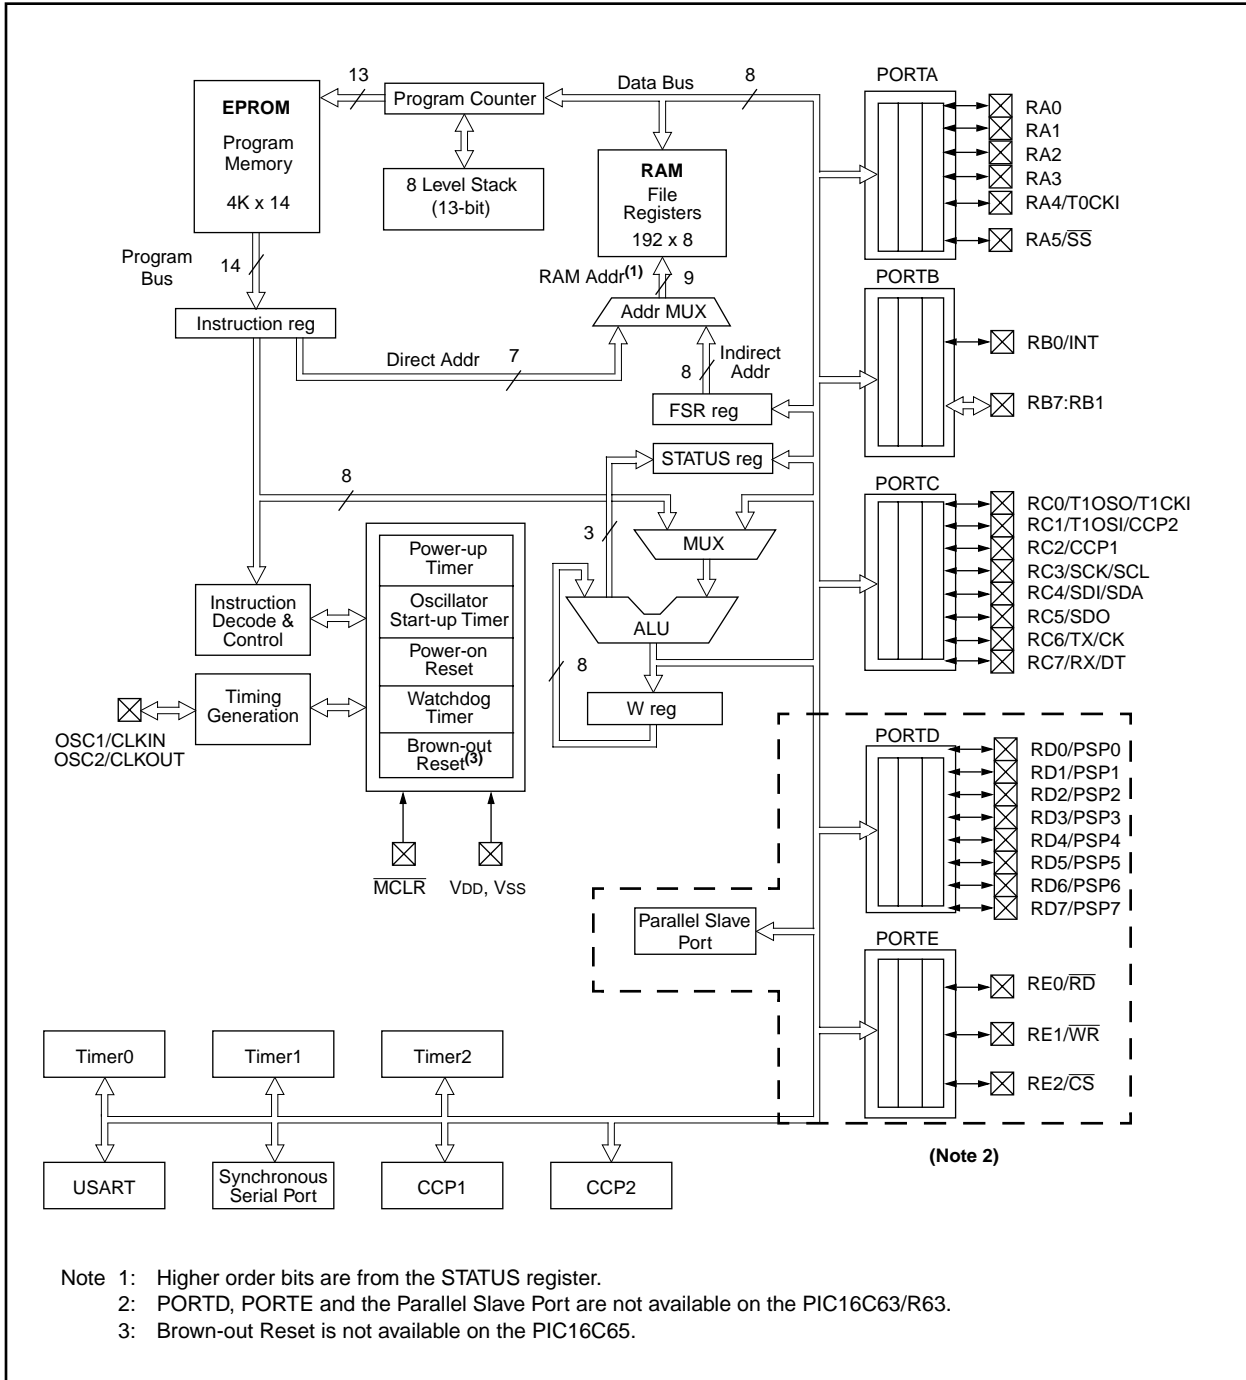 13
Data Bus
8
PORTA
EPROM
Program
Memory
4K x 14
Program Counter
8 Level Stack
(13-bit)
RAM
File
Registers
192 x 8
RA0
RA1
RA2
RA3
RA4/T0CKI
RA5/S̅S̅
Program
Bus
14
RAM Addr(1)
9
PORTB
Instruction reg
Addr MUX
RB0/INT
Direct Addr
7
8
Indirect
Addr
FSR reg
RB7:RB1
STATUS reg
8
3
MUX
PORTC
RC0/T1OSO/T1CKI
RC1/T1OSI/CCP2
RC2/CCP1
RC3/SCK/SCL
RC4/SDI/SDA
RC5/SDO
RC6/TX/CK
RC7/RX/DT
Power-up
Timer
Oscillator
Start-up Timer
Power-on
Reset
Watchdog
Timer
Brown-out
Reset(3)
Instruction
Decode &
Control
Timing
Generation
OSC1/CLKIN
OSC2/CLKOUT
ALU
8
W reg
M̅C̅L̅R̅
VDD, VSS
PORTD
RD0/PSP0
RD1/PSP1
RD2/PSP2
RD3/PSP3
RD4/PSP4
RD5/PSP5
RD6/PSP6
RD7/PSP7
Parallel Slave
Port
PORTE
RE0/R̅D̅
RE1/W̅R̅
RE2/C̅S̅
(Note 2)
Timer0
Timer1
Timer2
USART
Synchronous
Serial Port
CCP1
CCP2
Note 1: Higher order bits are from the STATUS register.
2: PORTD, PORTE and the Parallel Slave Port are not available on the PIC16C63/R63.
3: Brown-out Reset is not available on the PIC16C65.